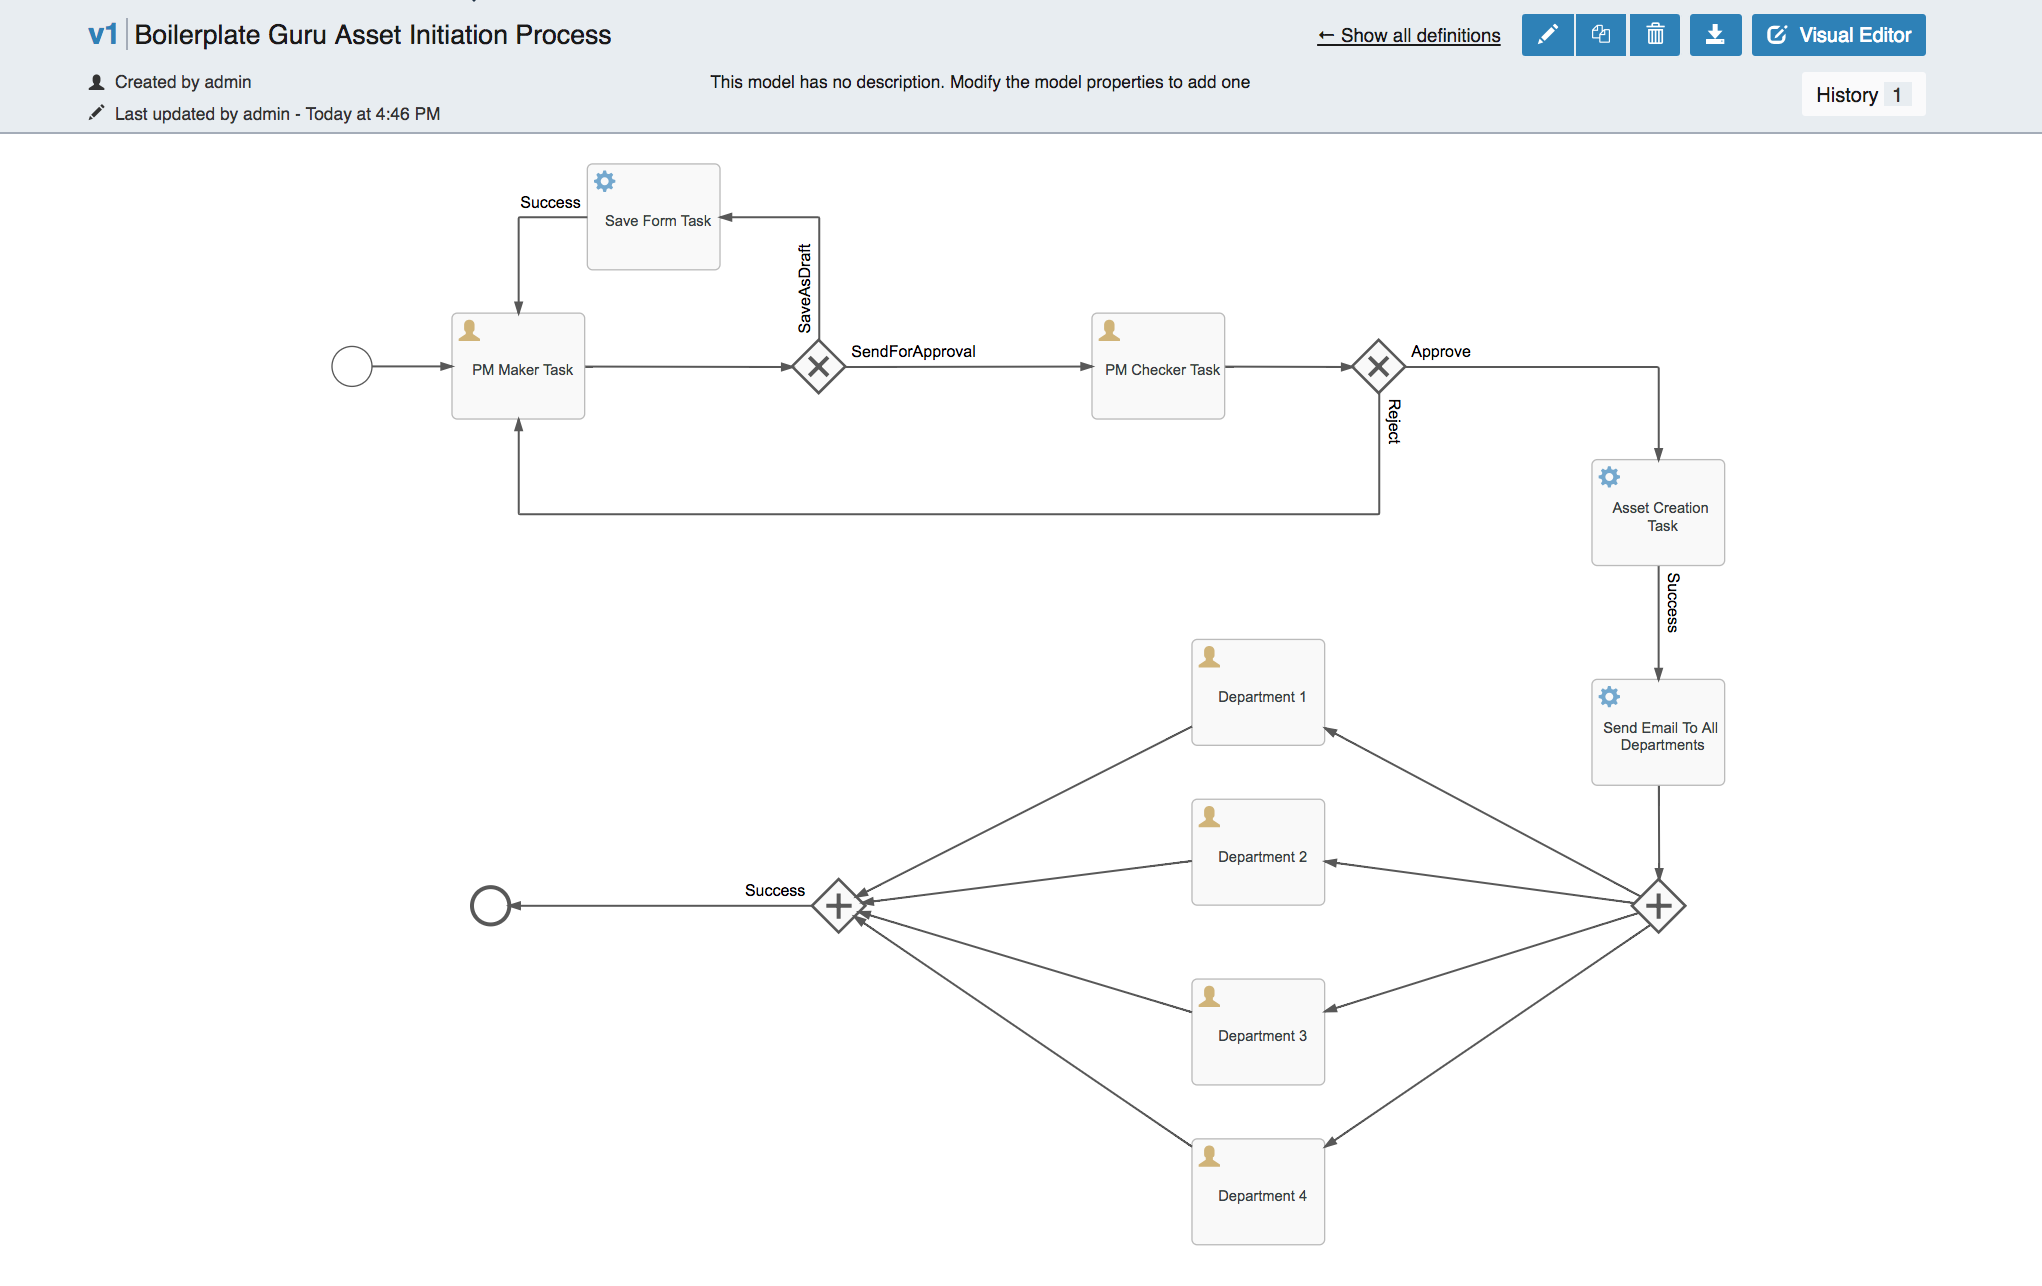 v1 Boilerplate Guru Asset Initiation Process
← Show all definitions
Visual Editor
Created by admin
This model has no description. Modify the model properties to add one
Last updated by admin - Today at 4:46 PM
History 1
Success
Save Form Task
SaveAsDraft
PM Maker Task
SendForApproval
PM Checker Task
Approve
Reject
Asset Creation
Task
Success
Send Email To All
Departments
Department 1
Department 2
Success
Department 3
Department 4